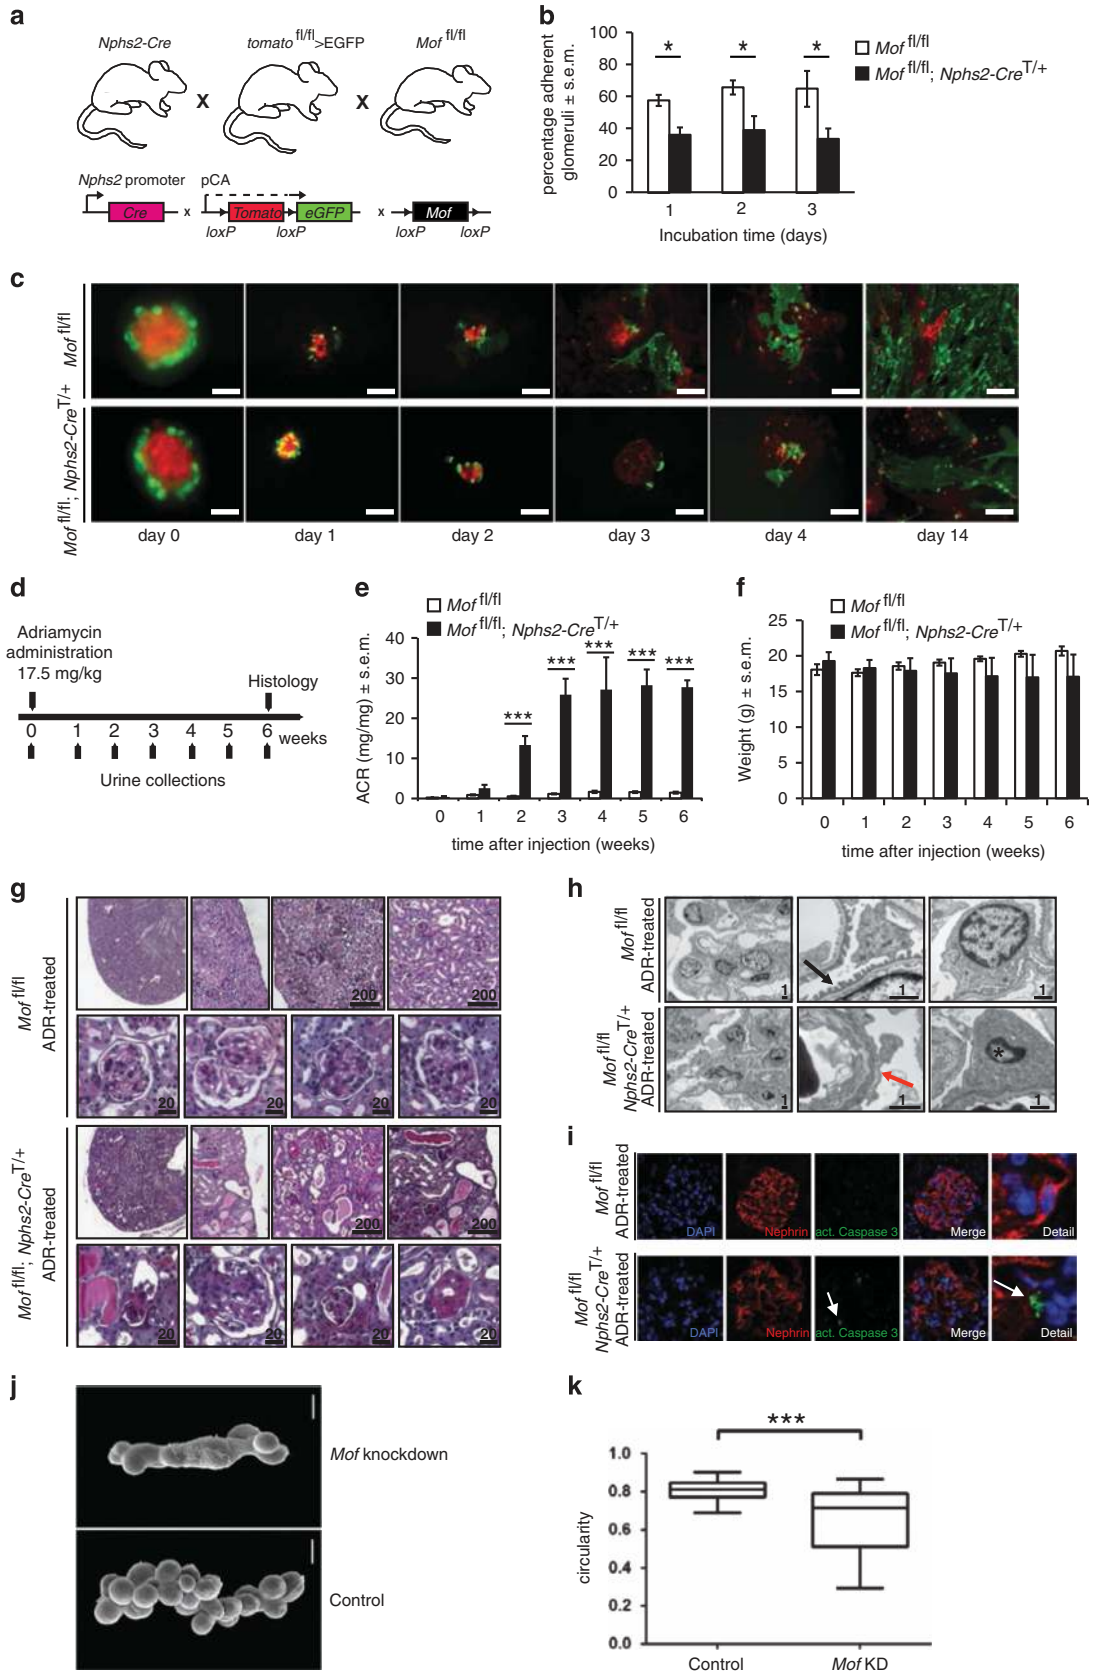 a
Nphs2-Cre
tomato fl/fl>EGFP
Mof fl/fl
x
x
Nphs2 promoter
pCA
Cre
x
Tomato
eGFP
x
Mof
loxP
loxP
loxP
loxP
b
percentage adherent
glomeruli ± s.e.m.
100
80
60
40
20
0
*
*
*
1
2
3
Incubation time (days)
Mof fl/fl
Mof fl/fl; Nphs2-Cre T/+
c
Mof fl/fl
Mof fl/fl; Nphs2-Cre T/+
day 0
day 1
day 2
day 3
day 4
day 14
d
Adriamycin
administration
17.5 mg/kg
Histology
0 1 2 3 4 5 6 weeks
Urine collections
e
Mof fl/fl
Mof fl/fl; Nphs2-Cre T/+
ACR (mg/mg) ± s.e.m.
40
30
20
10
0
***
***
***
***
***
0 1 2 3 4 5 6
time after injection (weeks)
f
Mof fl/fl
Mof fl/fl; Nphs2-Cre T/+
Weight (g) ± s.e.m.
25
20
15
10
5
0
0 1 2 3 4 5 6
time after injection (weeks)
g
Mof fl/fl
ADR-treated
200
200
20
20
20
20
Mof fl/fl; Nphs2-Cre T/+
ADR-treated
200
200
20
20
20
20
h
Mof fl/fl
ADR-treated
1
1
1
Mof fl/fl
Nphs2-Cre T/+
ADR-treated
1
1
*
1
i
Mof fl/fl
ADR-treated
DAPI
Nephrin
act. Caspase 3
Merge
Detail
Mof fl/fl
Nphs2-Cre T/+
ADR-treated
DAPI
Nephrin
act. Caspase 3
Merge
Detail
j
Mof knockdown
Control
k
***
circularity
1.0
0.8
0.6
0.4
0.2
0.0
Control
Mof KD